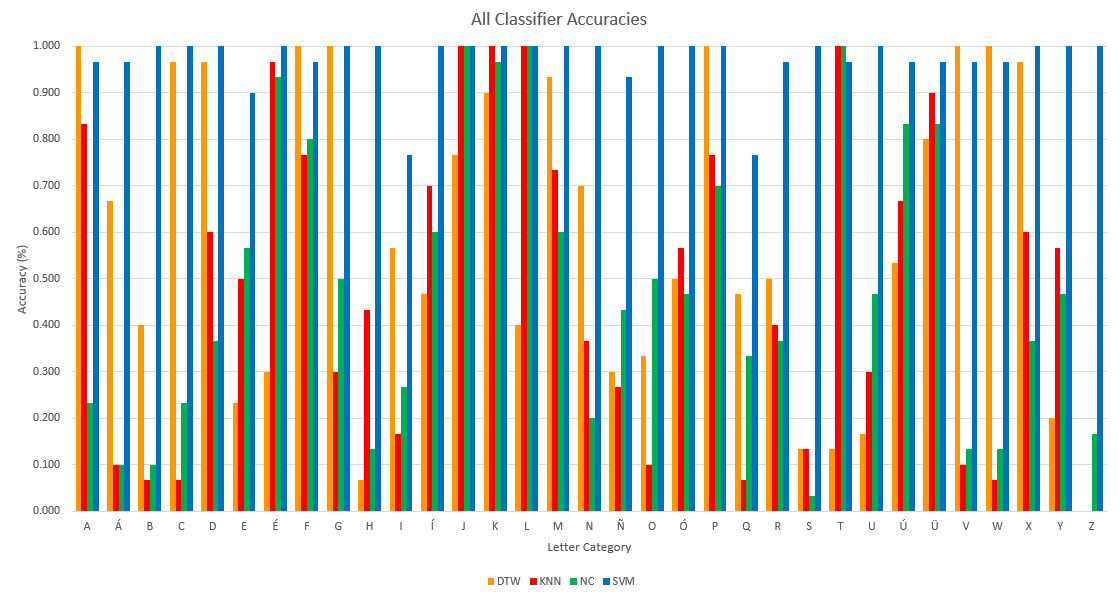 All Classifier Accuracies
1.000
0.900
0.800
0.700
0.600
0.500
0.400
0.300
0.200
0.100
0.000
Accuracy (%)
A Á B C D E É F G H I Í J K L M N Ñ O Ó P Q R S T U Ú Ü V W X Y Z
Letter Category
DTW KNN NC SVM